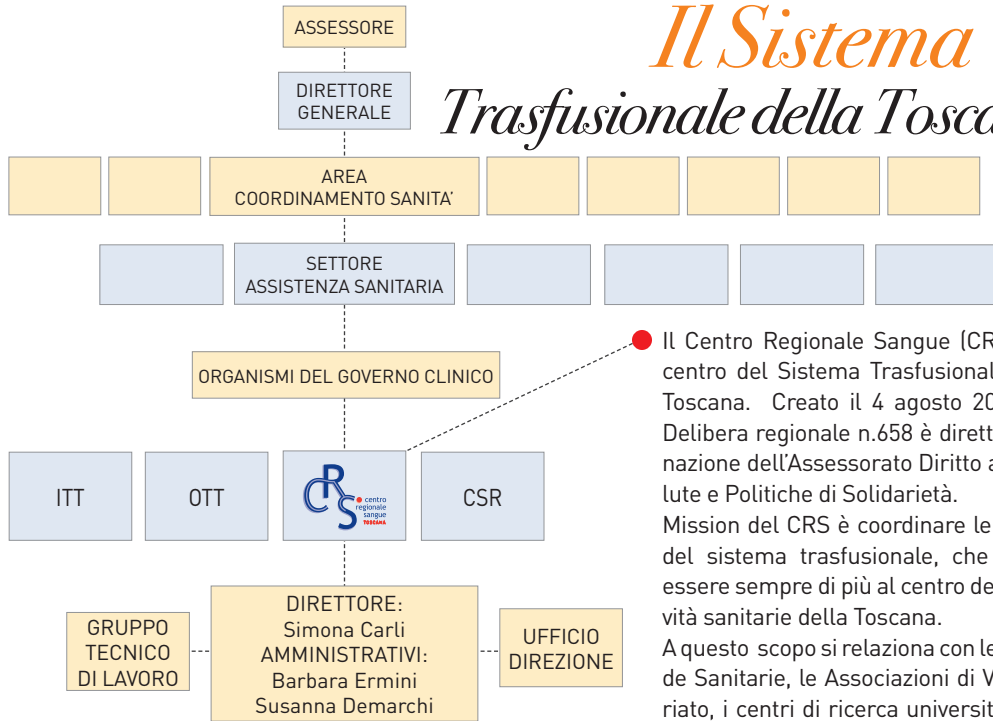 ASSESSORE
Il Sistema
DIRETTORE
GENERALE
Trasfusionale della
AREA
COORDINAMENTO SANITA'
SETTORE
ASSISTENZA SANITARIA
ORGANISMI DEL GOVERNO CLINICO
ITT
OTT
CRS
centro
regionale
sangue
TOSCANA
CSR
DIRETTORE:
Simona Carli
AMMINISTRATIVI:
Barbara Ermini
Susanna Demarchi
GRUPPO
TECNICO
DI LAVORO
UFFICIO
DIREZIONE
Il Centro Regionale Sangue (CR
centro del Sistema Trasfusional
Toscana. Creato il 4 agosto 20
Delibera regionale n.658 è dirett
nazione dell'Assessorato Diritto a
lute e Politiche di Solidarietà.
Mission del CRS è coordinare le
del sistema trasfusionale, che
essere sempre di più al centro de
vità sanitarie della Toscana.
A questo scopo si relaziona con le
de Sanitarie, le Associazioni di V
riato, i centri di ricerca universit